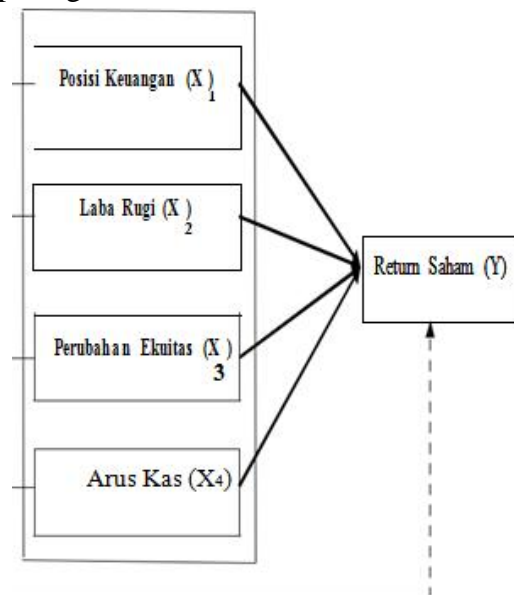 Posisi Keuangan (X1)
Laba Rugi (X2)
Return Saham (Y)
Perubahan Ekuitas (X3)
Arus Kas (X4)